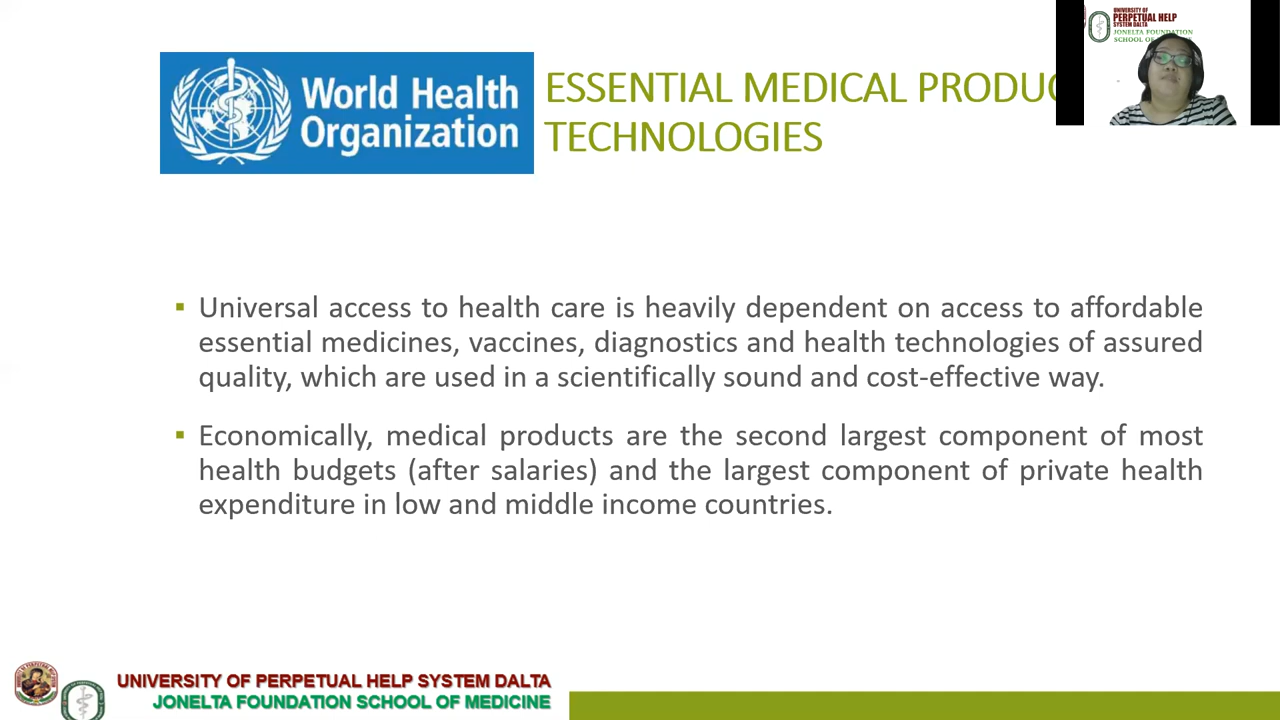 World Health
Organization
ESSENTIAL MEDICAL
TECHNOLOGIES
UNIVERSITY OF
PERPETUAL HELP
SYSTEM DALTA
JONELTA FOUNDATION
SCHOOL OF
▪ Universal access to health care is heavily dependent on access to affordable
essential medicines, vaccines, diagnostics and health technologies of assured
quality, which are used in a scientifically sound and cost-effective way.
▪ Economically, medical products are the second largest component of most
health budgets (after salaries) and the largest component of private health
expenditure in low and middle income countries.
UNIVERSITY OF PERPETUAL HELP SYSTEM DALTA
JONELTA FOUNDATION SCHOOL OF MEDICINE